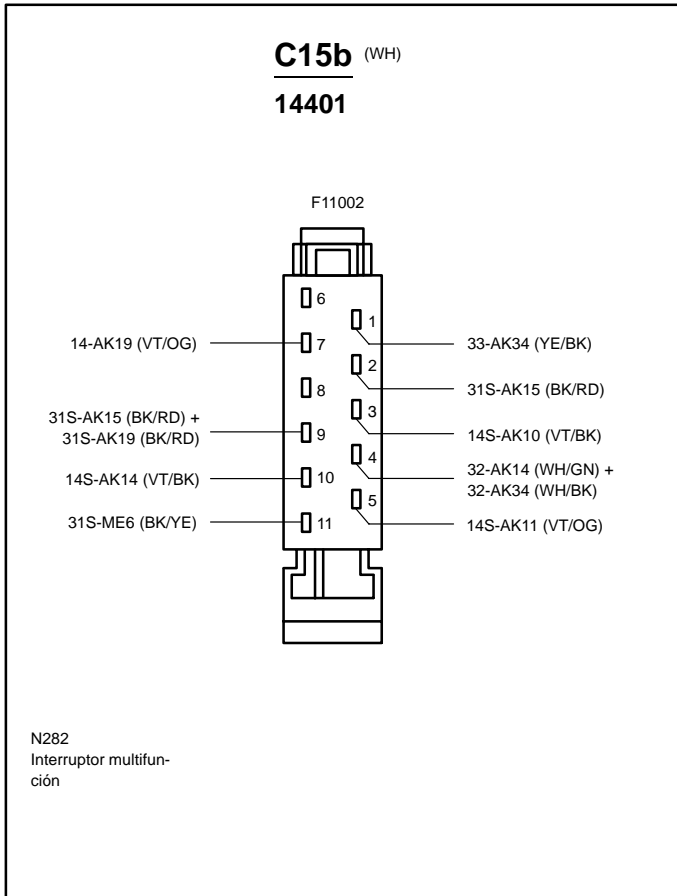 C15b (WH)
14401
F11002
6
1
14-AK19 (VT/OG)
7
33-AK34 (YE/BK)
2
8
31S-AK15 (BK/RD)
31S-AK15 (BK/RD) +
31S-AK19 (BK/RD)
9
3
14S-AK10 (VT/BK)
4
14S-AK14 (VT/BK)
10
32-AK14 (WH/GN) +
32-AK34 (WH/BK)
5
31S-ME6 (BK/YE)
11
14S-AK11 (VT/OG)
N282
Interruptor multifun-
ción